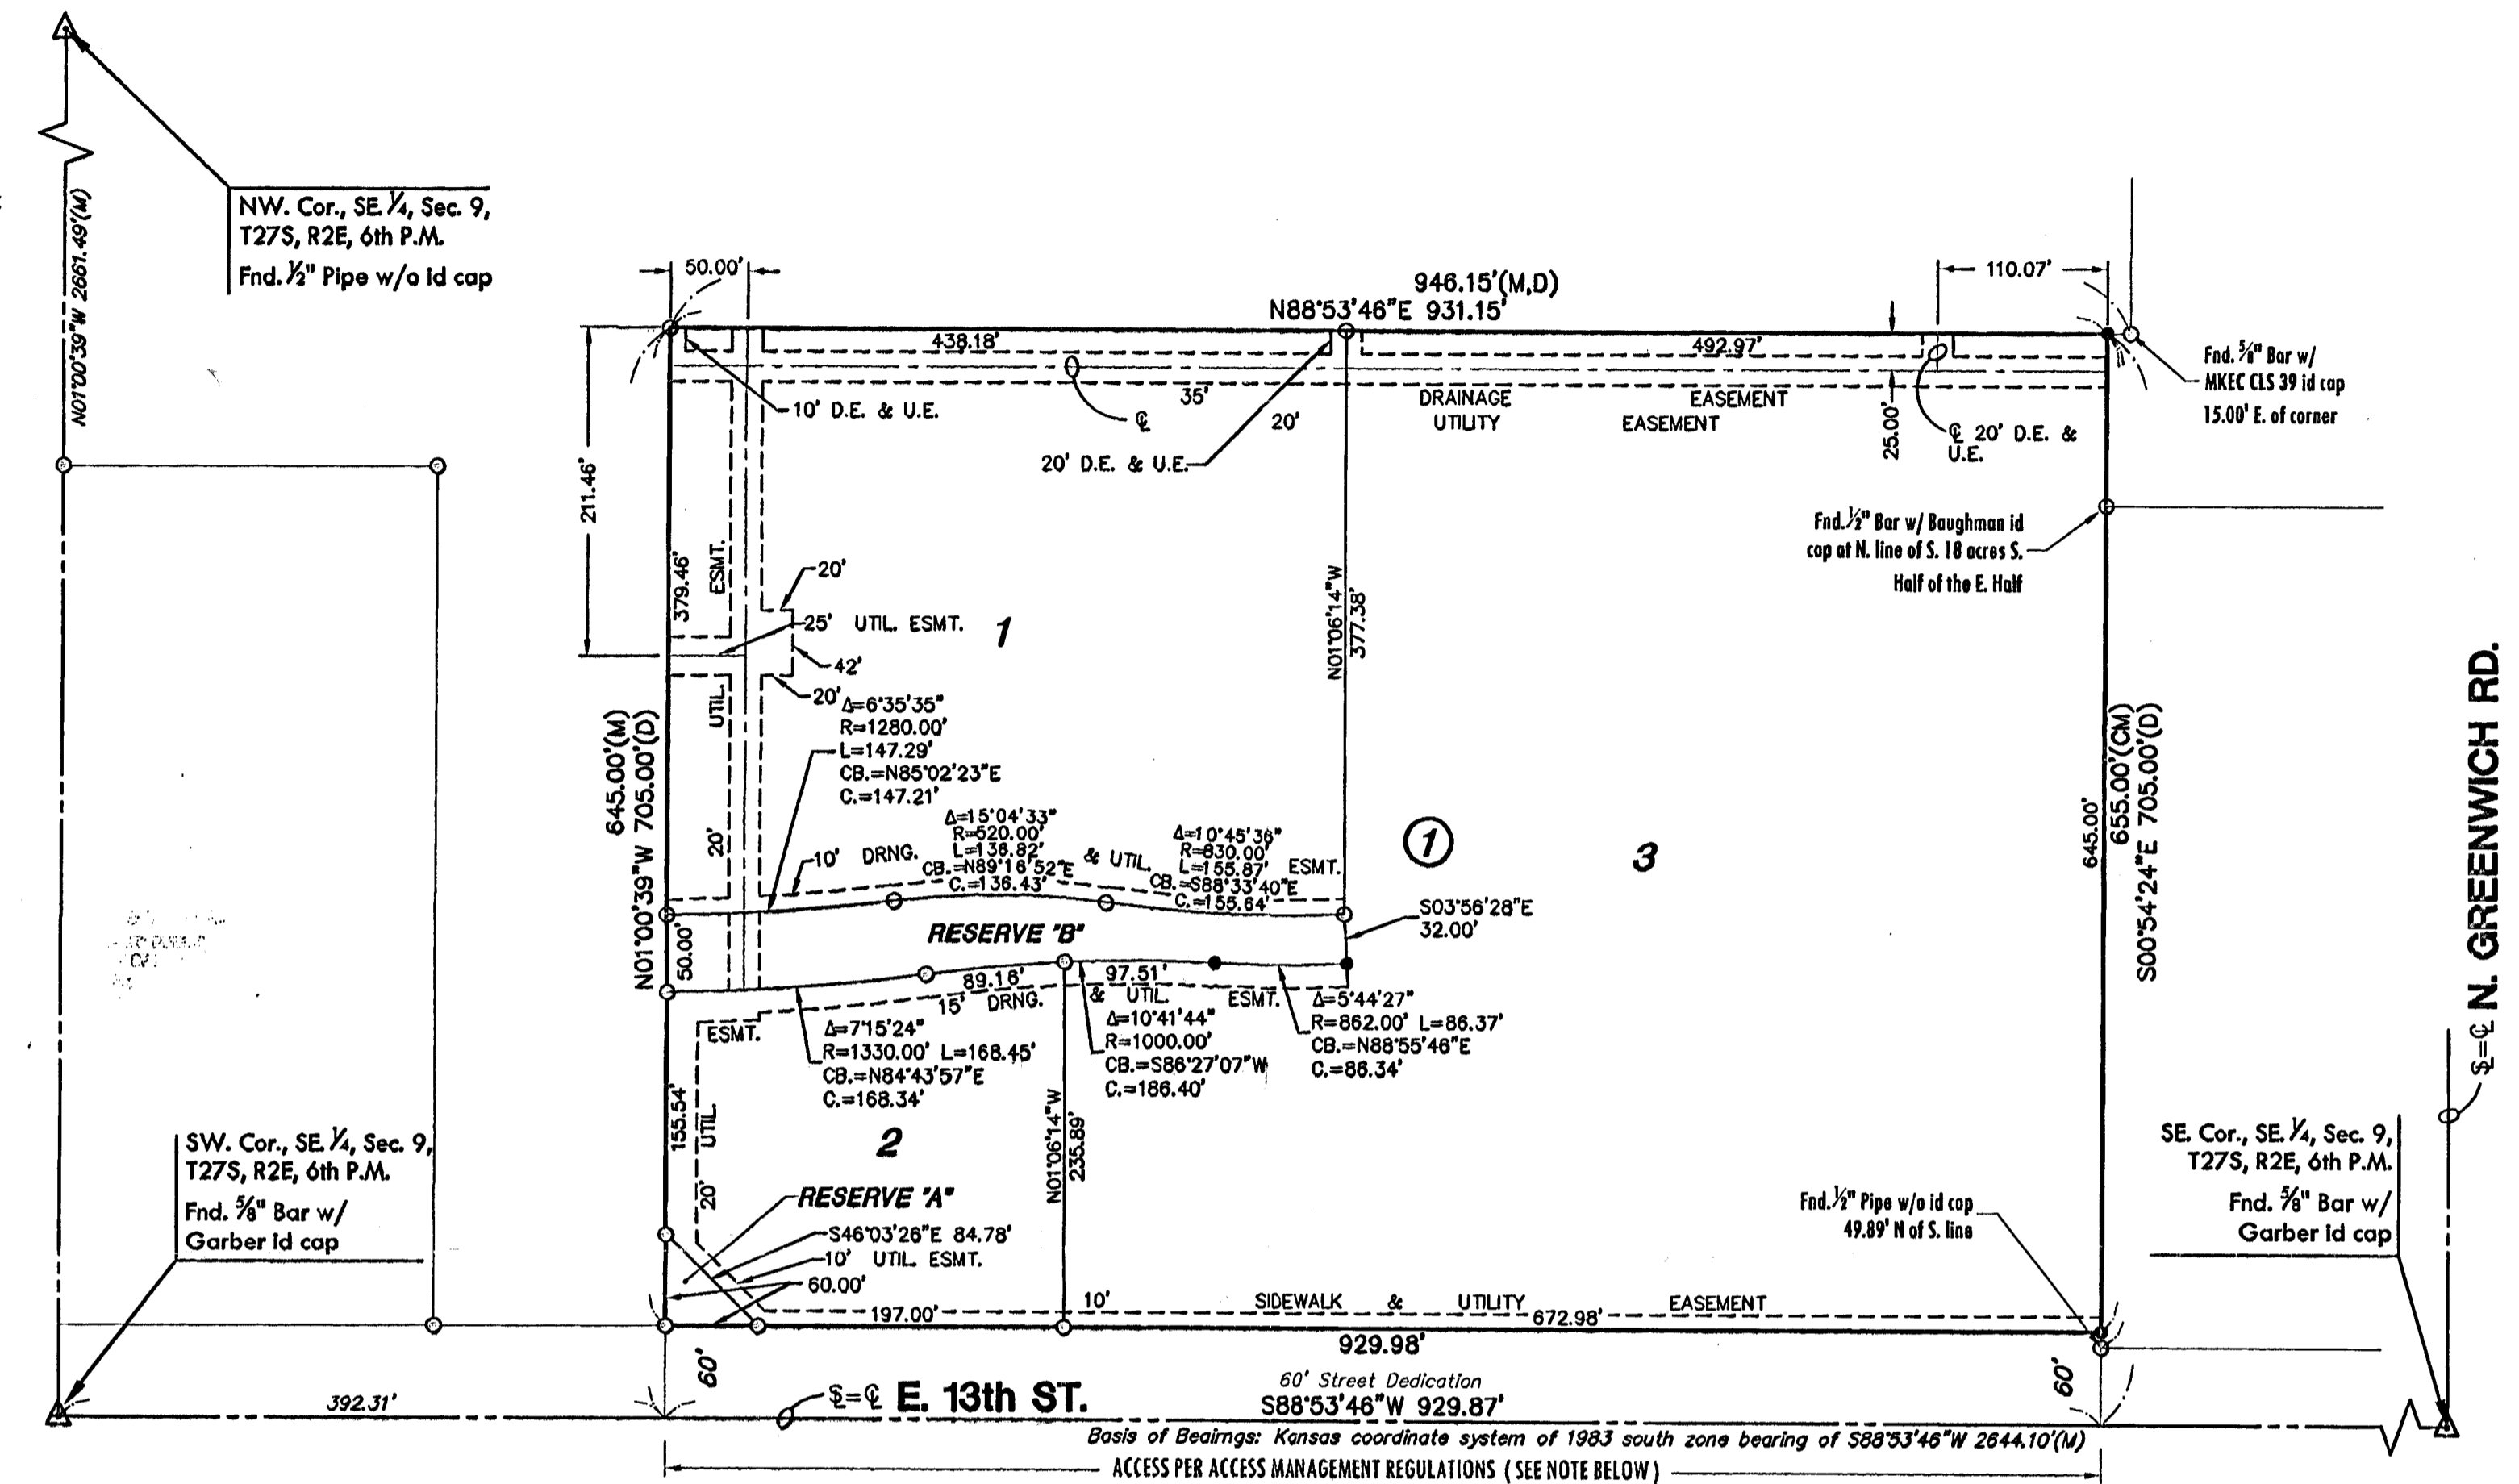 N01°00'39"W 2661.49'(M)
NW. Cor., SE. ¼, Sec. 9,
T27S, R2E, 6th P.M.
Fnd. ½" Pipe w/o id cap
50.00'
946.15'(M,D)
N88°53'46"E 931.15'
110.07'
438.18'
492.97'
Fnd. ⅝" Bar w/
MKEC CLS 39 id cap
15.00' E. of corner
10' D.E. & U.E.
35'
DRAINAGE EASEMENT
20' UTILITY EASEMENT
℄
25.00'
℄ 20' D.E. &
U.E.
20' D.E. & U.E.
211.46'
379.46'
20' UTIL. ESMT.
Fnd. ½" Bar w/ Baughman id
cap at N. line of S. 18 acres S.
Half of the E. Half
20'
25' UTIL. ESMT.
42'
20'
1
N01°06'14"W
377.38'
Δ=6°35'35"
R=1280.00'
L=147.29'
CB.=N85°02'23"E
C.=147.21'
645.00'(M)
N01°00'39"W 705.00'(D)
Δ=15°04'33"
R=520.00'
L=136.82'
CB.=N89°16'52"E
C.=136.43'
Δ=10°45'36"
R=830.00'
L=155.87'
CB.=S88°33'40"E
C.=155.64'
10' DRNG. & UTIL. ESMT.
1
3
645.00'
655.00'(CM)
S00°54'24"E 705.00'(D)
N. GREENWICH RD.
S03°56'28"E
32.00'
RESERVE "B"
50.00'
89.16'
97.51'
15' DRNG. & UTIL. ESMT.
ESMT.
Δ=7°15'24"
R=1330.00' L=168.45'
CB.=N84°43'57"E
C.=168.34'
Δ=10°41'44"
R=1000.00'
CB.=S86°27'07"W
C.=186.40'
Δ=5°44'27"
R=862.00' L=86.37'
CB.=N88°55'46"E
C.=86.34'
155.54'
20' UTIL.
2
N01°06'14"W
235.89'
SW. Cor., SE. ¼, Sec. 9,
T27S, R2E, 6th P.M.
Fnd. ⅝" Bar w/
Garber id cap
RESERVE "A"
S46°03'26"E 84.78'
10' UTIL. ESMT.
60.00'
SE. Cor., SE. ¼, Sec. 9,
T27S, R2E, 6th P.M.
Fnd. ⅝" Bar w/
Garber id cap
Fnd. ½" Pipe w/o id cap
49.89' N of S. line
10' SIDEWALK & UTILITY EASEMENT
197.00'
672.98'
929.98'
60'
60'
392.31'
E. 13th ST.
60' Street Dedication
S88°53'46"W 929.87'
Basis of Beairngs: Kansas coordinate system of 1983 south zone bearing of S88°53'46"W 2644.10'(M)
ACCESS PER ACCESS MANAGEMENT REGULATIONS ( SEE NOTE BELOW )